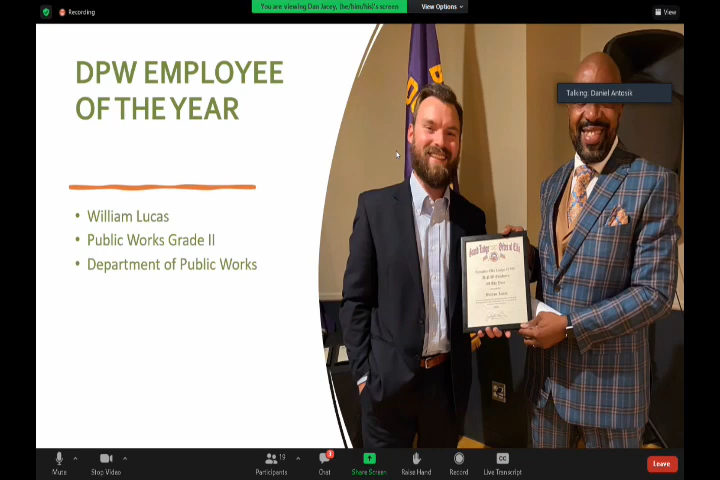 Recording
You are viewing Dan Jacey, (he/him/his)'s screen
View Options
View
DPW EMPLOYEE
OF THE YEAR
Talking: Daniel Antosik
• William Lucas
• Public Works Grade II
• Department of Public Works
Mute
Stop Video
19
Participants
Chat
Share Screen
Raise Hand
Record
CC
Live Transcript
Leave